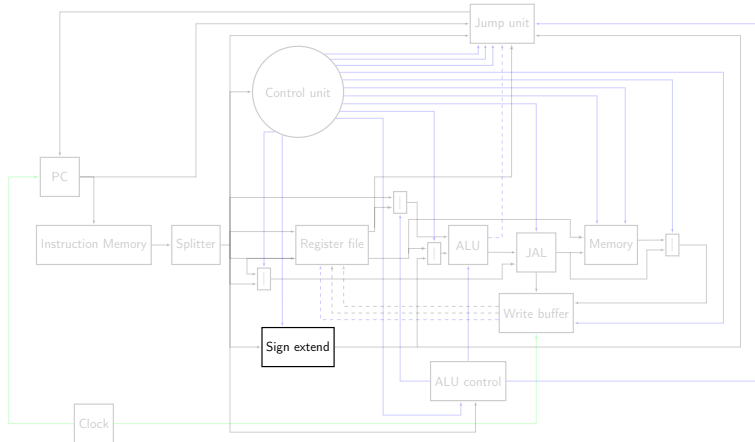 Jump unit
Control unit
PC
Instruction Memory
Splitter
Register file
ALU
JAL
Memory
Write buffer
Sign extend
ALU control
Clock